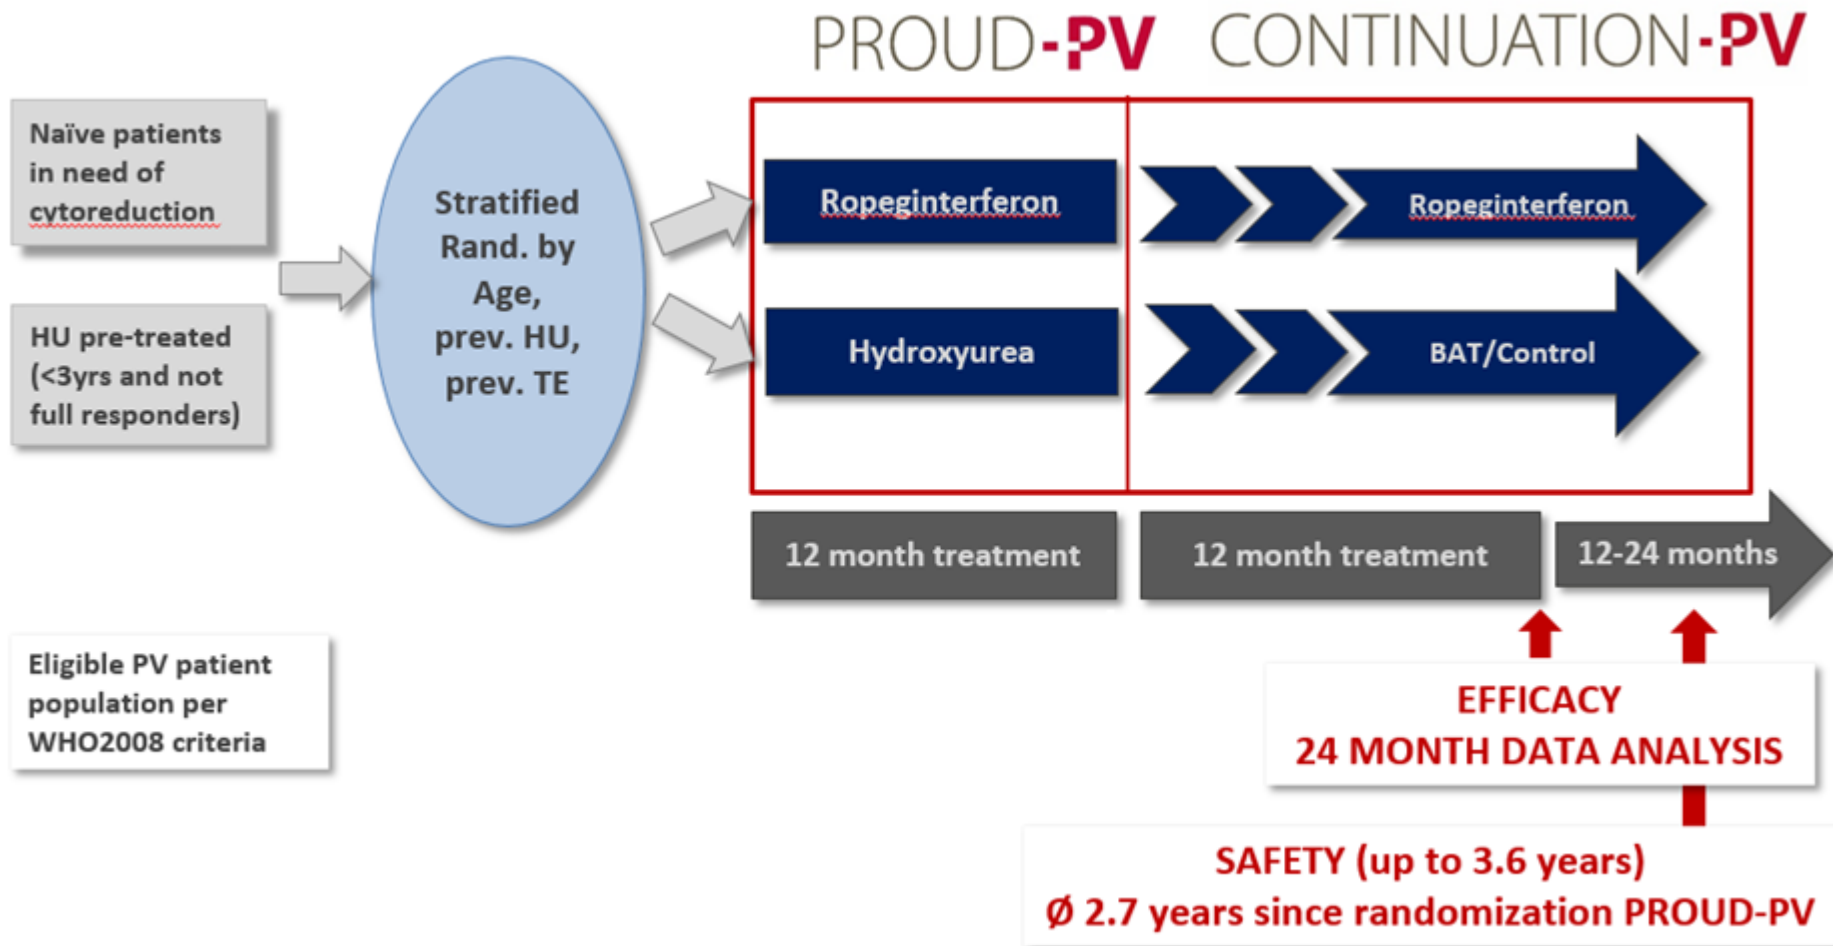 PROUD-PV
CONTINUATION-PV
Naïve patients
in need of
cytoreduction
HU pre-treated
(<3yrs and not
full responders)
Stratified
Rand. by
Age,
prev. HU,
prev. TE
Ropeginterferon
Ropeginterferon
Hydroxyurea
BAT/Control
12 month treatment
12 month treatment
12-24 months
Eligible PV patient
population per
WHO2008 criteria
EFFICACY
24 MONTH DATA ANALYSIS
SAFETY (up to 3.6 years)
Ø 2.7 years since randomization PROUD-PV